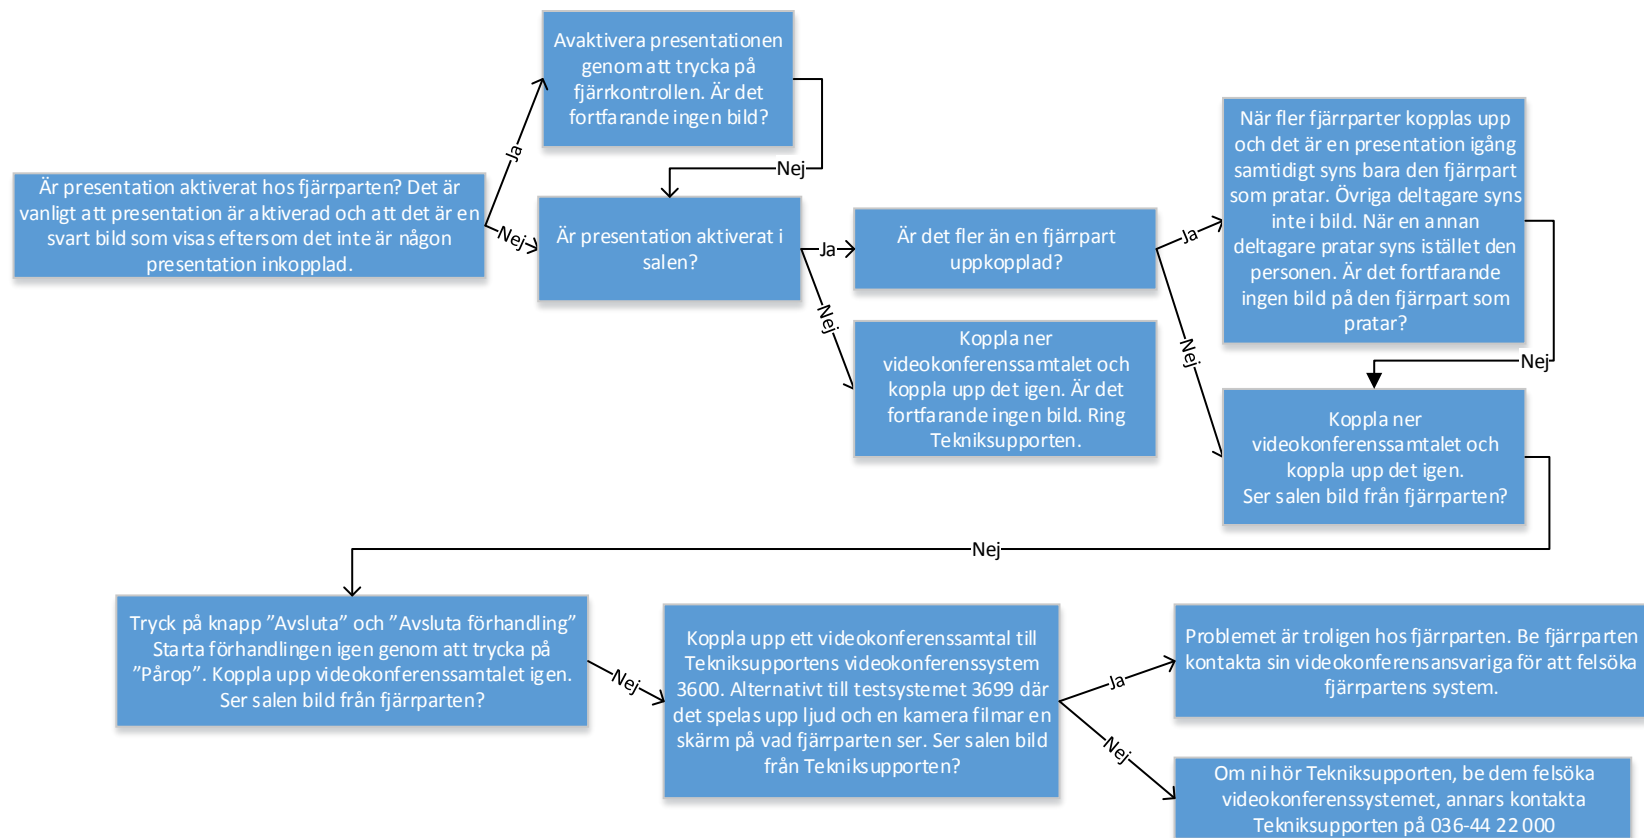 Avaktivera presentationen
genom att trycka på
fjärrkontrollen. Är det
fortfarande ingen bild?
Ja
Nej
Är presentation aktiverat hos fjärrparten? Det är
vanligt att presentation är aktiverad och att det är en
svart bild som visas eftersom det inte är någon
presentation inkopplad.
Nej
Är presentation aktiverat i
salen?
Ja
Nej
Är det fler än en fjärrpart
uppkopplad?
Ja
Nej
När fler fjärrparter kopplas upp
och det är en presentation igång
samtidigt syns bara den fjärrpart
som pratar. Övriga deltagare syns
inte i bild. När en annan
deltagare pratar syns istället den
personen. Är det fortfarande
ingen bild på den fjärrpart som
pratar?
Nej
Koppla ner
videokonferenssamtalet och
koppla upp det igen. Är det
fortfarande ingen bild. Ring
Tekniksupporten.
Koppla ner
videokonferenssamtalet och
koppla upp det igen.
Ser salen bild från fjärrparten?
Nej
Tryck på knapp ”Avsluta” och ”Avsluta förhandling”
Starta förhandlingen igen genom att trycka på
”Pårop”. Koppla upp videokonferenssamtalet igen.
Ser salen bild från fjärrparten?
Nej
Koppla upp ett videokonferenssamtal till
Tekniksupportens videokonferenssystem
3600. Alternativt till testsystemet 3699 där
det spelas upp ljud och en kamera filmar en
skärm på vad fjärrparten ser. Ser salen bild
från Tekniksupporten?
Ja
Nej
Problemet är troligen hos fjärrparten. Be fjärrparten
kontakta sin videokonferensansvariga för att felsöka
fjärrpartens system.
Om ni hör Tekniksupporten, be dem felsöka
videokonferenssystemet, annars kontakta
Tekniksupporten på 036-44 22 000